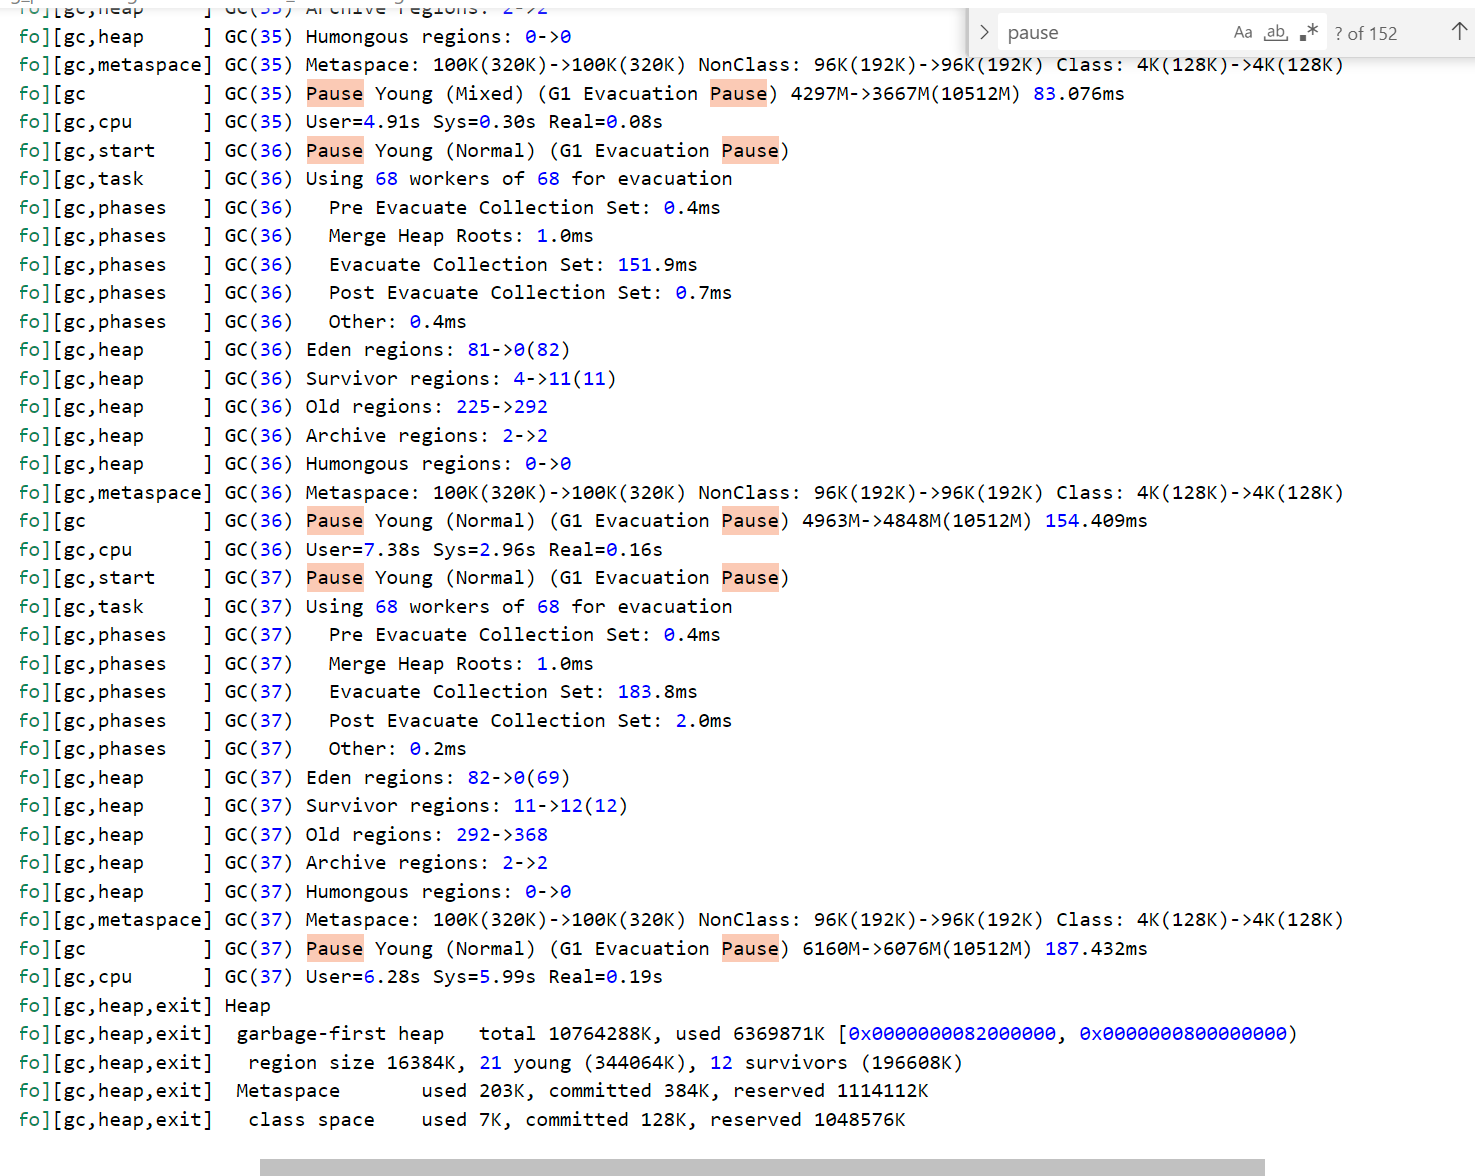 fo][gc,heap      ] GC(35) Archive regions: 2->2
pause Aa ab, .* ? of 152
fo][gc,heap      ] GC(35) Humongous regions: 0->0
fo][gc,metaspace] GC(35) Metaspace: 100K(320K)->100K(320K) NonClass: 96K(192K)->96K(192K) Class: 4K(128K)->4K(128K)
fo][gc           ] GC(35) Pause Young (Mixed) (G1 Evacuation Pause) 4297M->3667M(10512M) 83.076ms
fo][gc,cpu       ] GC(35) User=4.91s Sys=0.30s Real=0.08s
fo][gc,start     ] GC(36) Pause Young (Normal) (G1 Evacuation Pause)
fo][gc,task      ] GC(36) Using 68 workers of 68 for evacuation
fo][gc,phases    ] GC(36)   Pre Evacuate Collection Set: 0.4ms
fo][gc,phases    ] GC(36)   Merge Heap Roots: 1.0ms
fo][gc,phases    ] GC(36)   Evacuate Collection Set: 151.9ms
fo][gc,phases    ] GC(36)   Post Evacuate Collection Set: 0.7ms
fo][gc,phases    ] GC(36)   Other: 0.4ms
fo][gc,heap      ] GC(36) Eden regions: 81->0(82)
fo][gc,heap      ] GC(36) Survivor regions: 4->11(11)
fo][gc,heap      ] GC(36) Old regions: 225->292
fo][gc,heap      ] GC(36) Archive regions: 2->2
fo][gc,heap      ] GC(36) Humongous regions: 0->0
fo][gc,metaspace] GC(36) Metaspace: 100K(320K)->100K(320K) NonClass: 96K(192K)->96K(192K) Class: 4K(128K)->4K(128K)
fo][gc           ] GC(36) Pause Young (Normal) (G1 Evacuation Pause) 4963M->4848M(10512M) 154.409ms
fo][gc,cpu       ] GC(36) User=7.38s Sys=2.96s Real=0.16s
fo][gc,start     ] GC(37) Pause Young (Normal) (G1 Evacuation Pause)
fo][gc,task      ] GC(37) Using 68 workers of 68 for evacuation
fo][gc,phases    ] GC(37)   Pre Evacuate Collection Set: 0.4ms
fo][gc,phases    ] GC(37)   Merge Heap Roots: 1.0ms
fo][gc,phases    ] GC(37)   Evacuate Collection Set: 183.8ms
fo][gc,phases    ] GC(37)   Post Evacuate Collection Set: 2.0ms
fo][gc,phases    ] GC(37)   Other: 0.2ms
fo][gc,heap      ] GC(37) Eden regions: 82->0(69)
fo][gc,heap      ] GC(37) Survivor regions: 11->12(12)
fo][gc,heap      ] GC(37) Old regions: 292->368
fo][gc,heap      ] GC(37) Archive regions: 2->2
fo][gc,heap      ] GC(37) Humongous regions: 0->0
fo][gc,metaspace] GC(37) Metaspace: 100K(320K)->100K(320K) NonClass: 96K(192K)->96K(192K) Class: 4K(128K)->4K(128K)
fo][gc           ] GC(37) Pause Young (Normal) (G1 Evacuation Pause) 6160M->6076M(10512M) 187.432ms
fo][gc,cpu       ] GC(37) User=6.28s Sys=5.99s Real=0.19s
fo][gc,heap,exit] Heap
fo][gc,heap,exit]  garbage-first heap   total 10764288K, used 6369871K [0x0000000082000000, 0x0000000800000000)
fo][gc,heap,exit]   region size 16384K, 21 young (344064K), 12 survivors (196608K)
fo][gc,heap,exit]  Metaspace       used 203K, committed 384K, reserved 1114112K
fo][gc,heap,exit]   class space    used 7K, committed 128K, reserved 1048576K